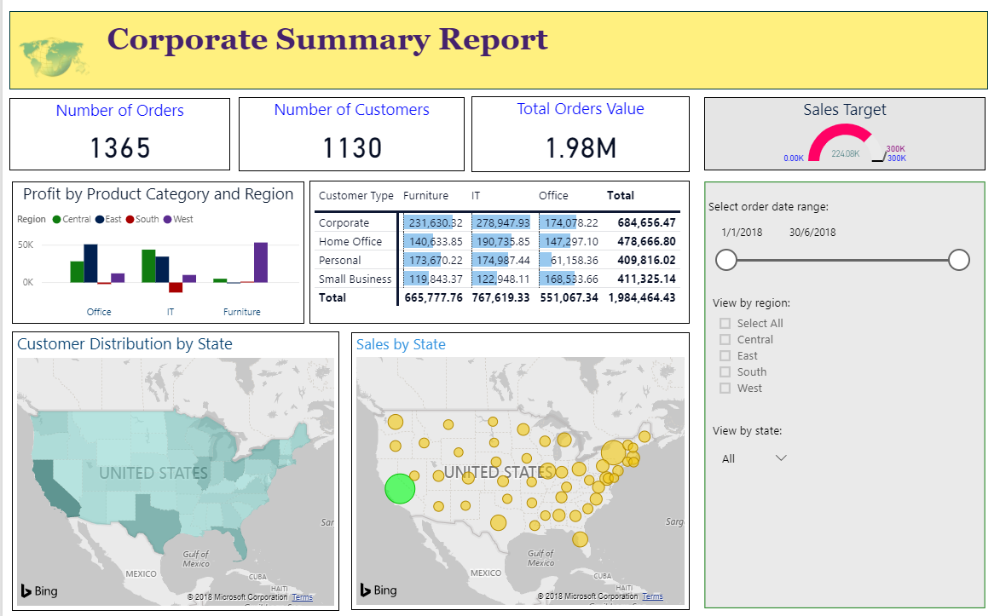 Corporate Summary Report
Number of Orders
1365
Number of Customers
1130
Total Orders Value
1.98M
Sales Target
0.00K
224.08K
300K
300K
Profit by Product Category and Region
Region Central East South West
50K
0K
Office IT Furniture
Customer Type Furniture IT Office Total
Corporate 231,630.32 278,947.93 174,078.22 684,656.47
Home Office 140,633.85 190,735.85 147,297.10 478,666.80
Personal 173,670.22 174,987.44 61,158.36 409,816.02
Small Business 119,843.37 122,948.11 168,533.66 411,325.14
Total 665,777.76 767,619.33 551,067.34 1,984,464.43
Select order date range:
1/1/2018 30/6/2018
View by region:
Select All
Central
East
South
West
View by state:
All
Customer Distribution by State
UNITED STATES
Sar
Gulf of
Mexico
MEXICO
CUBA
HAITI
Bing
© 2018 Microsoft Corporation Terms
Sales by State
UNITED STATES
Sarg
Gulf of
Mexico
MEXICO
CUBA
HAITI
Bing
© 2018 Microsoft Corporation Terms